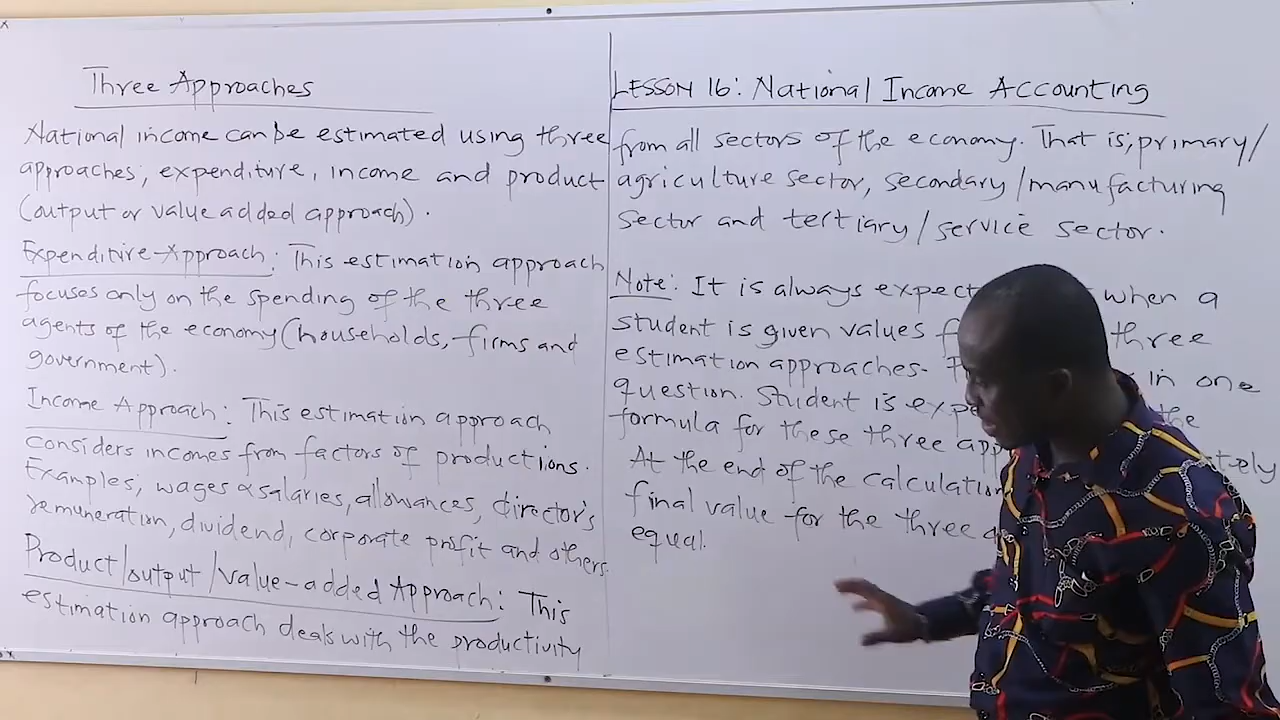 Three Approaches
National income can be estimated using three
approaches; expenditure, income and product
(output or value added approach).
Expenditire-Approach: This estimation approach
focuses only on the spending of the three
agents of the economy (households, firms and
government).
Income Approach: This estimation approach
considers incomes from factors of productions.
Examples; wages & salaries, allowances, director's
remuneration, dividend, corporate profit and others.
Product/output/value-added Approach: This
estimation approach deals with the productivity
LESSON 16: National Income Accounting
from all sectors of the economy. That is; primary/
agriculture sector, secondary/manufacturing
sector and tertiary/service sector.
Note: It is always expect when a
student is given values three
estimation approaches. in one
question. Student is expe the
formula for these three app tely
At the end of the calculation
final value for the three a
equal.